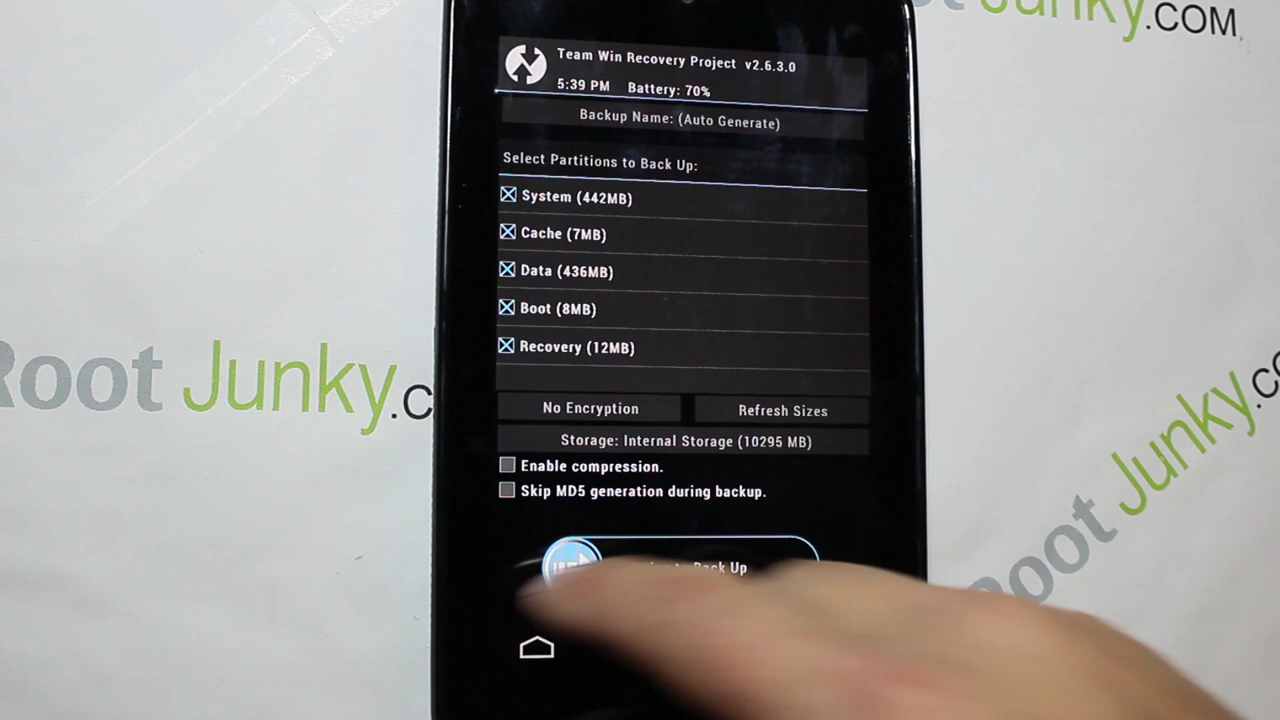 Junky.COM
Team Win Recovery Project v2.6.3.0
5:39 PM Battery: 70%
Backup Name: (Auto Generate)
Select Partitions to Back Up:
System (442MB)
Cache (7MB)
Data (436MB)
Boot (8MB)
Recovery (12MB)
No Encryption Refresh Sizes
Storage: Internal Storage (10295 MB)
Enable compression.
Skip MD5 generation during backup.
Back Up
Root Junky.c
Root Junky.co